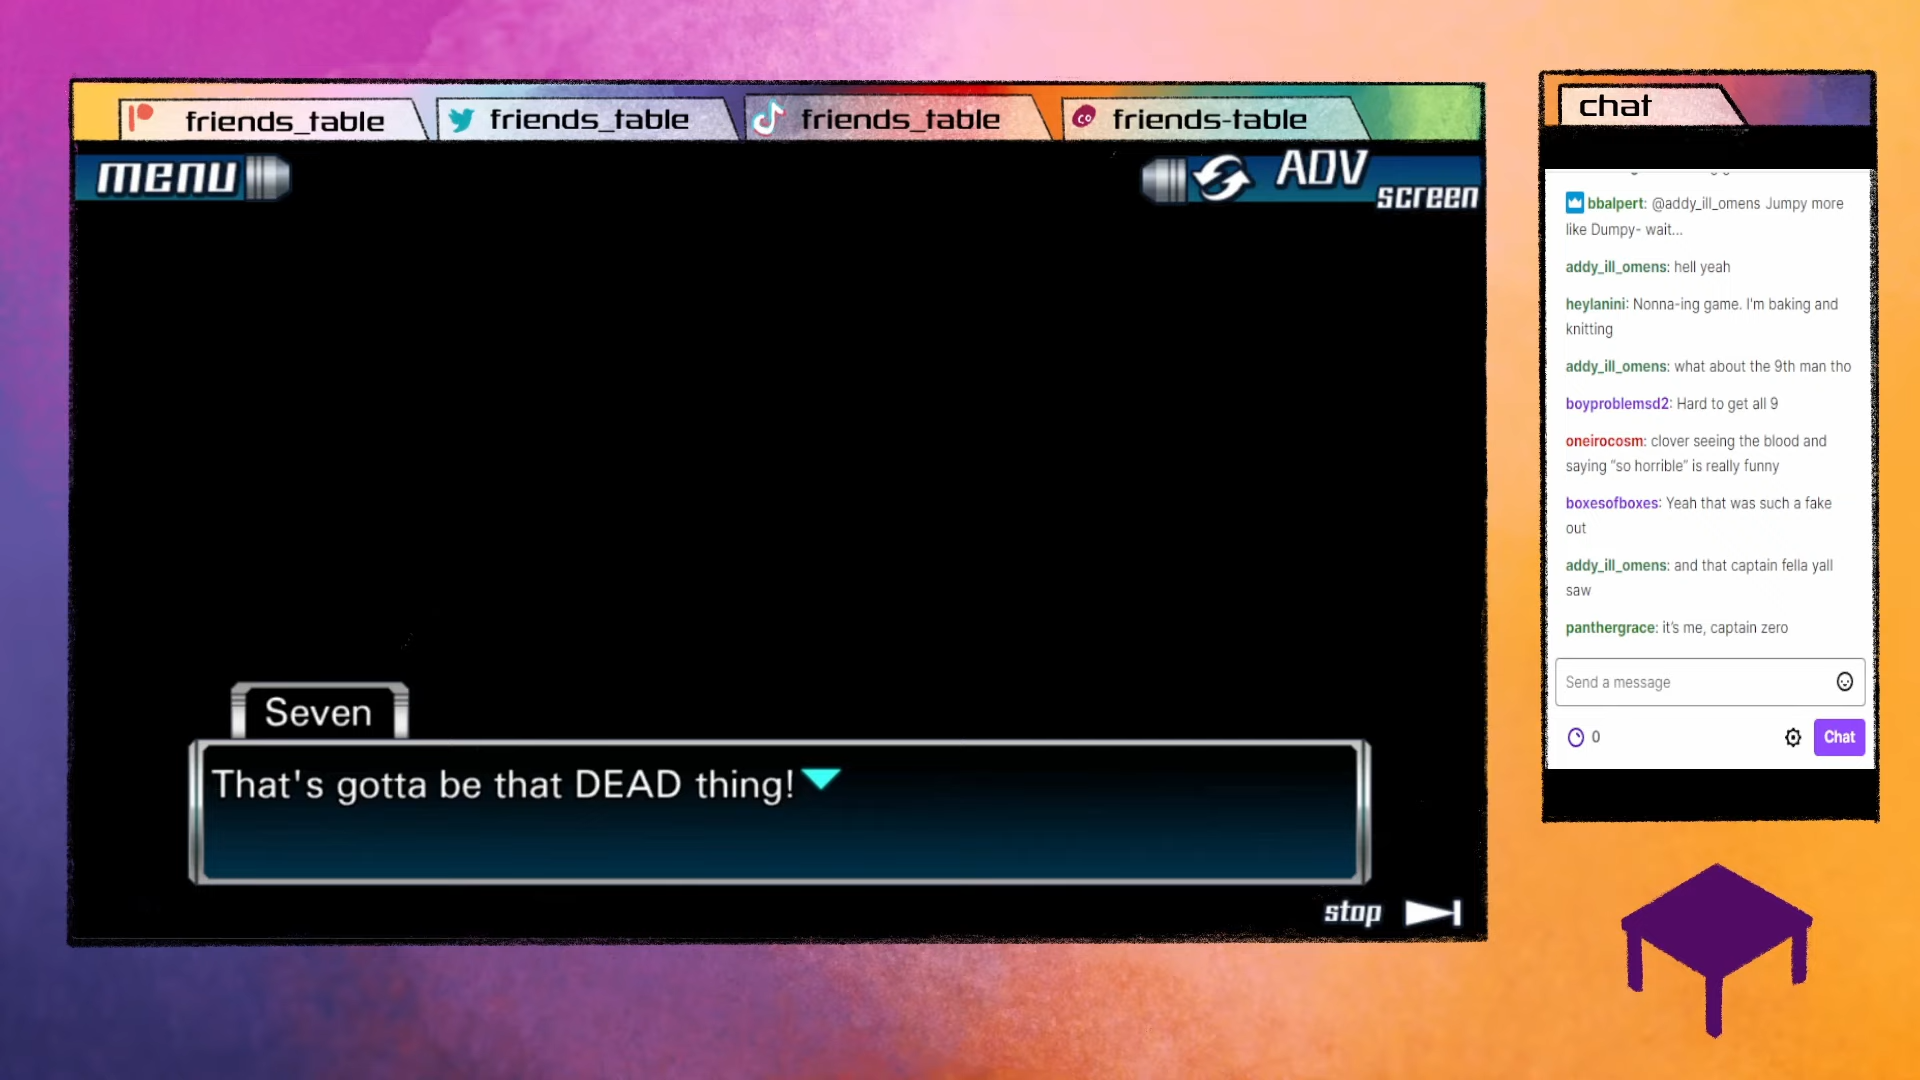 friends_table
friends_table
friends_table
friends-table
menu
ADV
screen
Seven
That's gotta be that DEAD thing!
stop
chat
bbalpert: @addy_ill_omens Jumpy more
like Dumpy- wait...
addy_ill_omens: hell yeah
heylanini: Nonna-ing game. I'm baking and
knitting
addy_ill_omens: what about the 9th man tho
boyproblemsd2: Hard to get all 9
oneirocosm: clover seeing the blood and
saying “so horrible” is really funny
boxesofboxes: Yeah that was such a fake
out
addy_ill_omens: and that captain fella yall
saw
panthergrace: it’s me, captain zero
Send a message
0
Chat